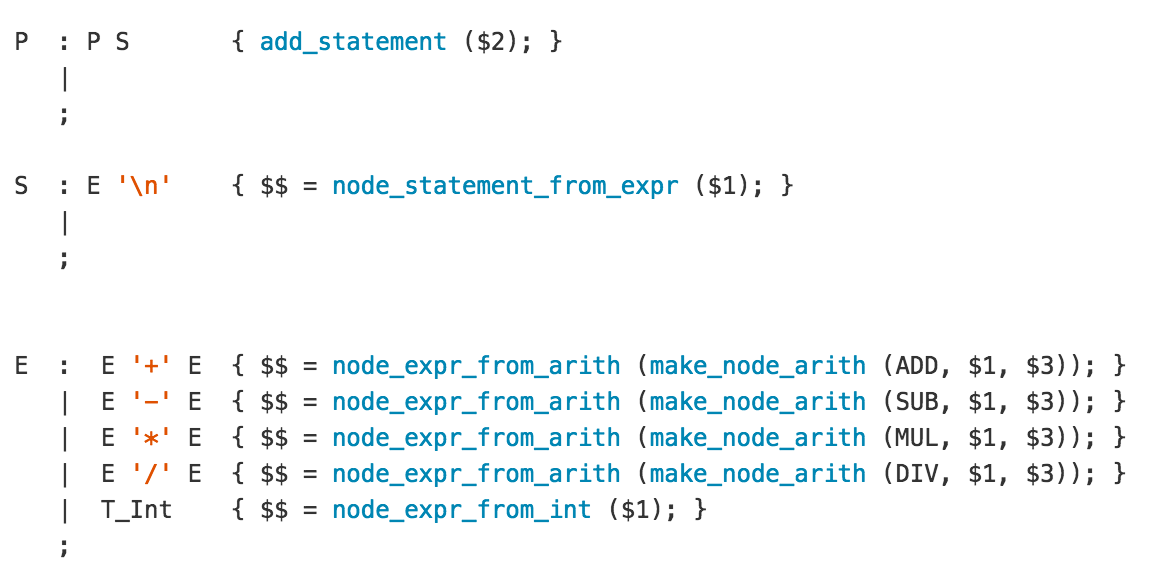 P  : P S       { add_statement ($2); }
   |
   ;
S  : E '\n'    { $$ = node_statement_from_expr ($1); }
   |
   ;
E  :  E '+' E  { $$ = node_expr_from_arith (make_node_arith (ADD, $1, $3)); }
   |  E '-' E  { $$ = node_expr_from_arith (make_node_arith (SUB, $1, $3)); }
   |  E '*' E  { $$ = node_expr_from_arith (make_node_arith (MUL, $1, $3)); }
   |  E '/' E  { $$ = node_expr_from_arith (make_node_arith (DIV, $1, $3)); }
   |  T_Int    { $$ = node_expr_from_int ($1); }
   ;